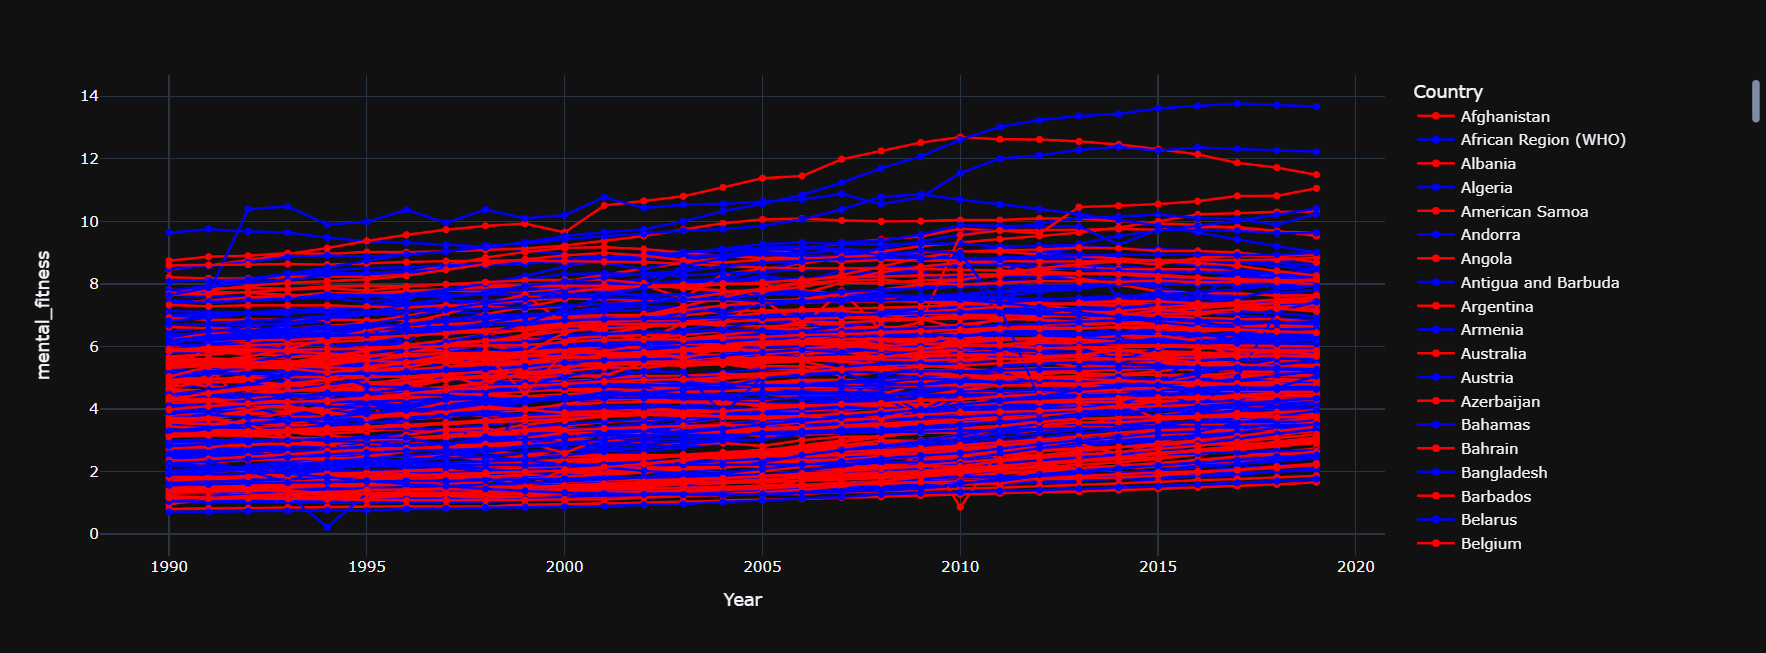 14
12
10
8
6
4
2
0
mental_fitness
1990
1995
2000
2005
2010
2015
2020
Year
Country
Afghanistan
African Region (WHO)
Albania
Algeria
American Samoa
Andorra
Angola
Antigua and Barbuda
Argentina
Armenia
Australia
Austria
Azerbaijan
Bahamas
Bahrain
Bangladesh
Barbados
Belarus
Belgium